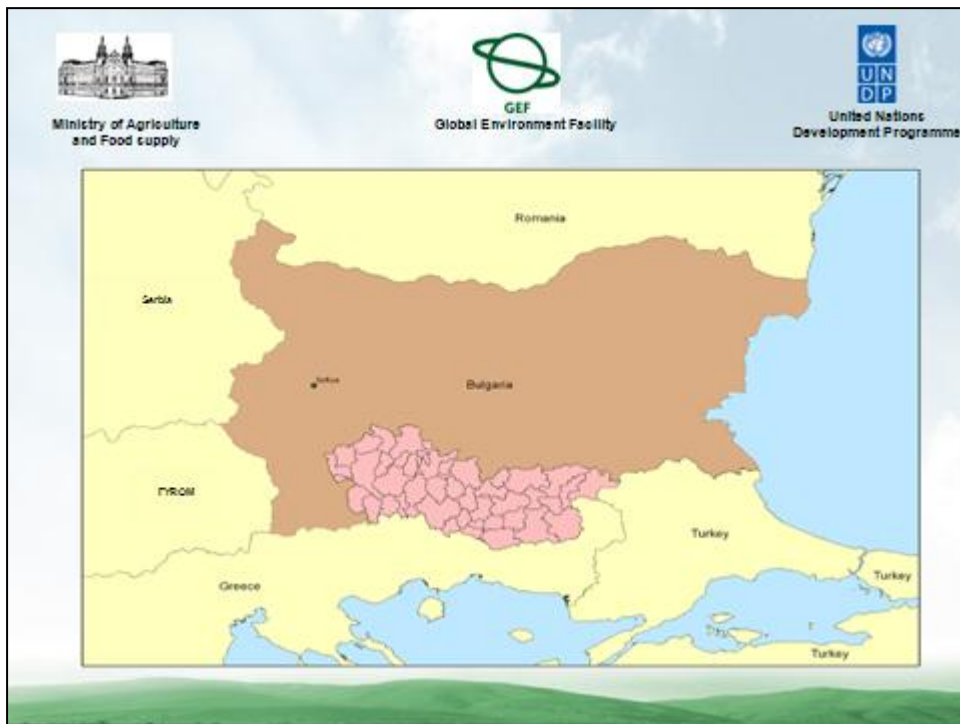 Ministry of Agriculture
and Food supply
GEF
Global Environment Facility
U N
D P
United Nations
Development Programme
Romania
Serbia
Sofiua
Bulgaria
FYROM
Turkey
Turkey
Greece
Turkey